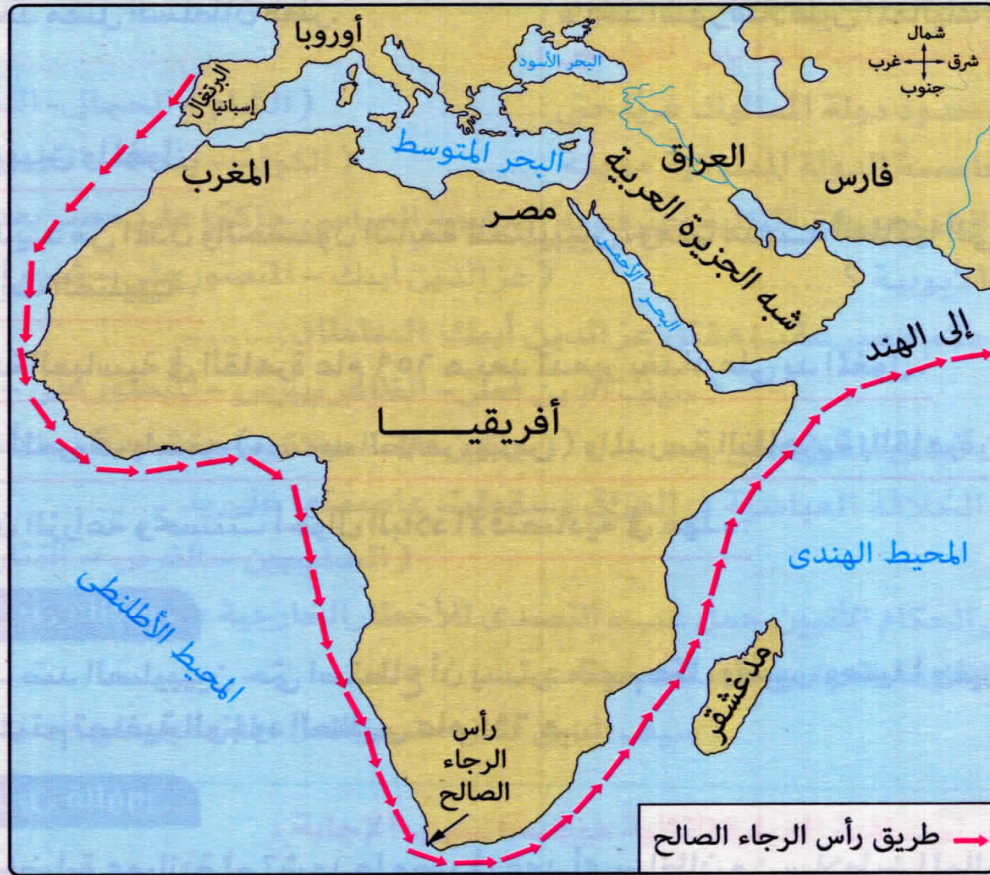 أوروبا
شمال
شرق
غرب
جنوب
البحر الأسود
البرتغال
إسبانيا
البحر المتوسط
العراق
فارس
المغرب
مصر
شبه الجزيرة العربية
البحر الأحمر
إلى الهند
أفريقيـــا
المحيط الهندى
المحيط الأطلنطى
مدغشقر
رأس
الرجاء
الصالح
طريق رأس الرجاء الصالح